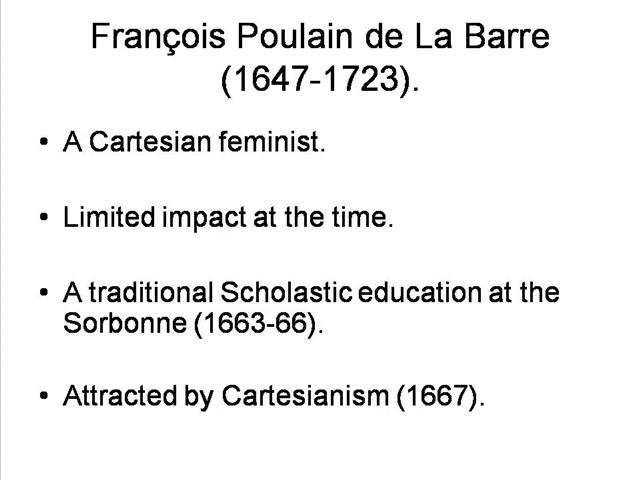 François Poulain de La Barre
(1647-1723).
• A Cartesian feminist.
• Limited impact at the time.
• A traditional Scholastic education at the
Sorbonne (1663-66).
• Attracted by Cartesianism (1667).